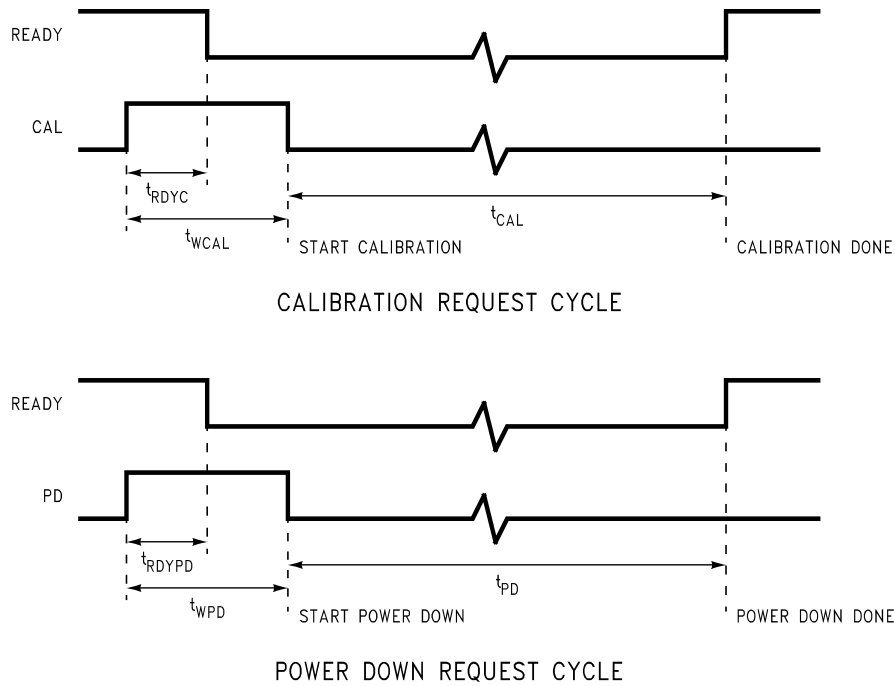 READY
CAL
tRDYC
tWCAL
tCAL
START CALIBRATION
CALIBRATION DONE
CALIBRATION REQUEST CYCLE
READY
PD
tRDYPD
tWPD
tPD
START POWER DOWN
POWER DOWN DONE
POWER DOWN REQUEST CYCLE